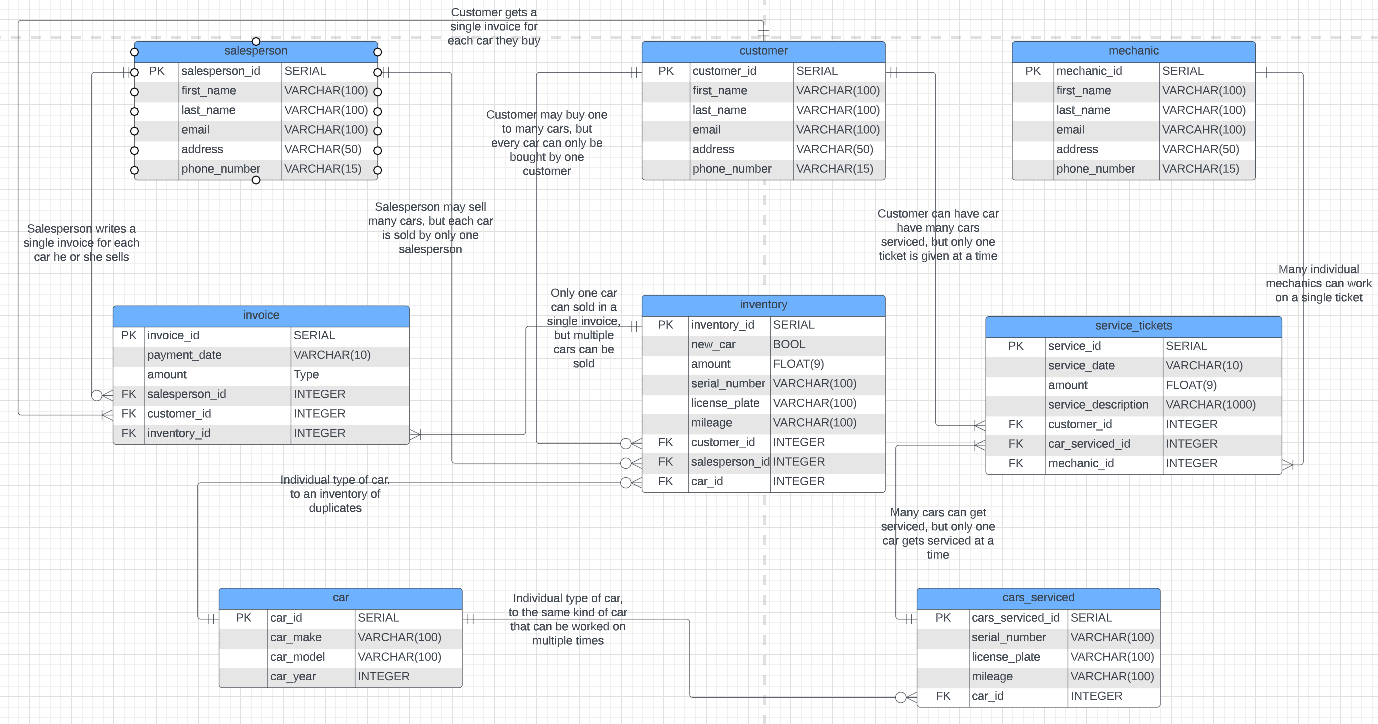 Customer gets a
single invoice for
each car they buy
salesperson
PK salesperson_id SERIAL
first_name VARCHAR(100)
last_name VARCHAR(100)
email VARCHAR(100)
address VARCHAR(50)
phone_number VARCHAR(15)
customer
PK customer_id SERIAL
first_name VARCHAR(100)
last_name VARCHAR(100)
email VARCHAR(100)
address VARCHAR(50)
phone_number VARCHAR(15)
mechanic
PK mechanic_id SERIAL
first_name VARCHAR(100)
last_name VARCHAR(100)
email VARCAHR(100)
address VARCHAR(50)
phone_number VARCHAR(15)
Customer may buy one
to many cars, but
every car can only be
bought by one
customer
Salesperson writes a
single invoice for each
car he or she sells
Salesperson may sell
many cars, but each car
is sold by only one
salesperson
Customer can have car
have many cars
serviced, but only one
ticket is given at a time
Many individual
mechanics can work
on a single ticket
Only one car
can sold in a
single invoice,
but multiple
cars can be
sold
invoice
PK invoice_id SERIAL
payment_date VARCHAR(10)
amount Type
FK salesperson_id INTEGER
FK customer_id INTEGER
FK inventory_id INTEGER
inventory
PK inventory_id SERIAL
new_car BOOL
amount FLOAT(9)
serial_number VARCHAR(100)
license_plate VARCHAR(100)
mileage VARCHAR(100)
FK customer_id INTEGER
FK salesperson_id INTEGER
FK car_id INTEGER
service_tickets
PK service_id SERIAL
service_date VARCHAR(10)
amount FLOAT(9)
service_description VARCHAR(1000)
FK customer_id INTEGER
FK car_serviced_id INTEGER
FK mechanic_id INTEGER
Individual type of car,
to an inventory of
duplicates
Many cars can get
serviced, but only one
car gets serviced at a
time
car
PK car_id SERIAL
car_make VARCHAR(100)
car_model VARCHAR(100)
car_year INTEGER
Individual type of car,
to the same kind of car
that can be worked on
multiple times
cars_serviced
PK cars_serviced_id SERIAL
serial_number VARCHAR(100)
license_plate VARCHAR(100)
mileage VARCHAR(100)
FK car_id INTEGER